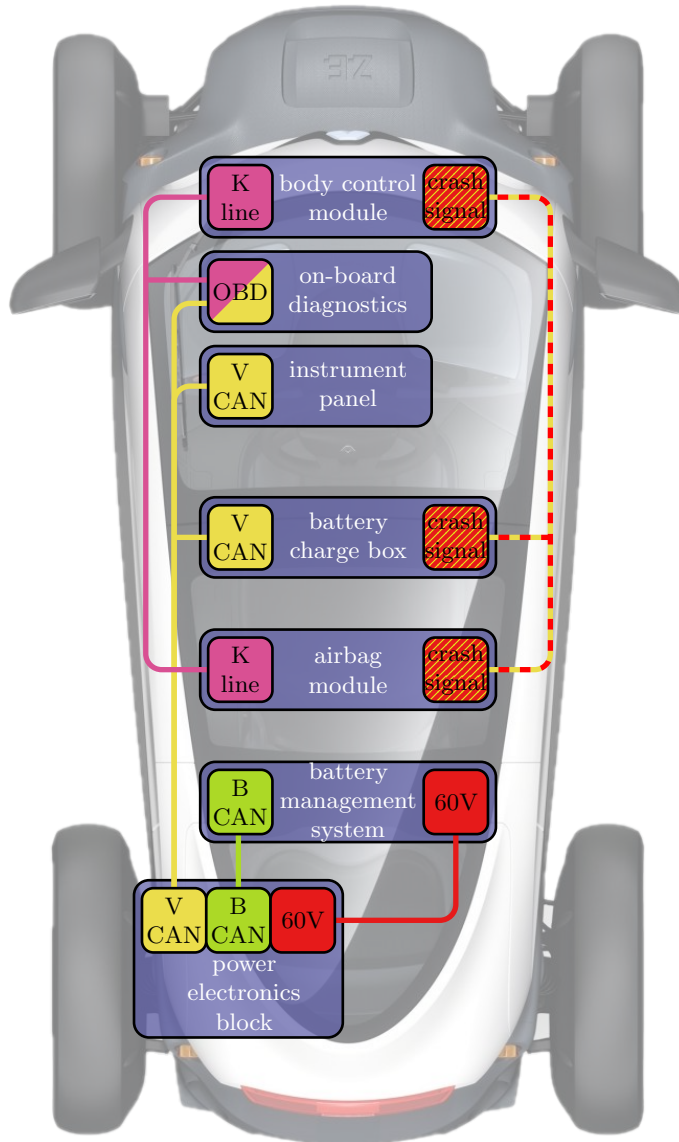 K
line
body control
module
crash
signal
OBD
on-board
diagnostics
V
CAN
instrument
panel
V
CAN
battery
charge box
crash
signal
K
line
airbag
module
crash
signal
B
CAN
battery
management
system
60V
V
CAN
B
CAN
60V
power
electronics
block